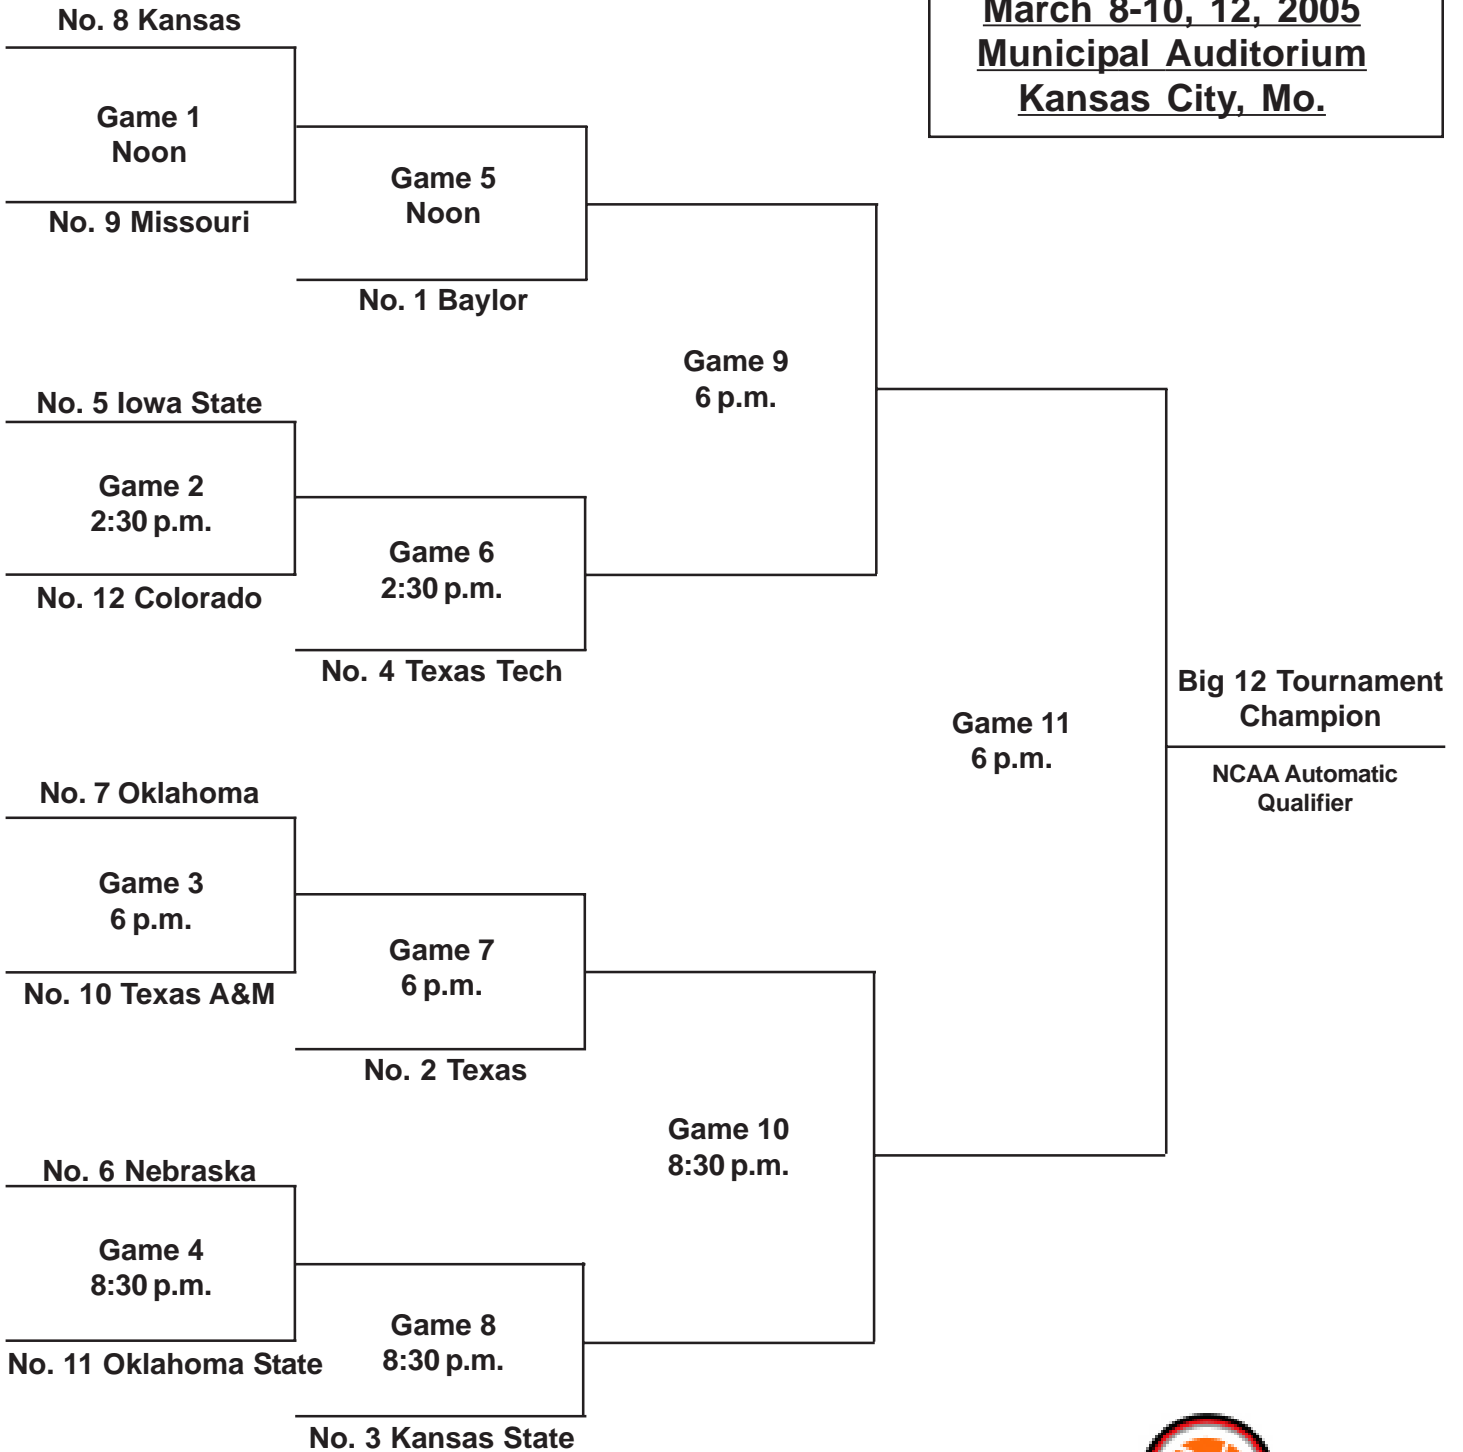 No. 8 Kansas
March 8-10, 12, 2005
Municipal Auditorium
Kansas City, Mo.
Game 1
Noon
No. 9 Missouri
Game 5
Noon
No. 1 Baylor
Game 9
6 p.m.
No. 5 Iowa State
Game 2
2:30 p.m.
No. 12 Colorado
Game 6
2:30 p.m.
No. 4 Texas Tech
Big 12 Tournament
Champion
Game 11
6 p.m.
NCAA Automatic
Qualifier
No. 7 Oklahoma
Game 3
6 p.m.
No. 10 Texas A&M
Game 7
6 p.m.
No. 2 Texas
Game 10
8:30 p.m.
No. 6 Nebraska
Game 4
8:30 p.m.
No. 11 Oklahoma State
Game 8
8:30 p.m.
No. 3 Kansas State